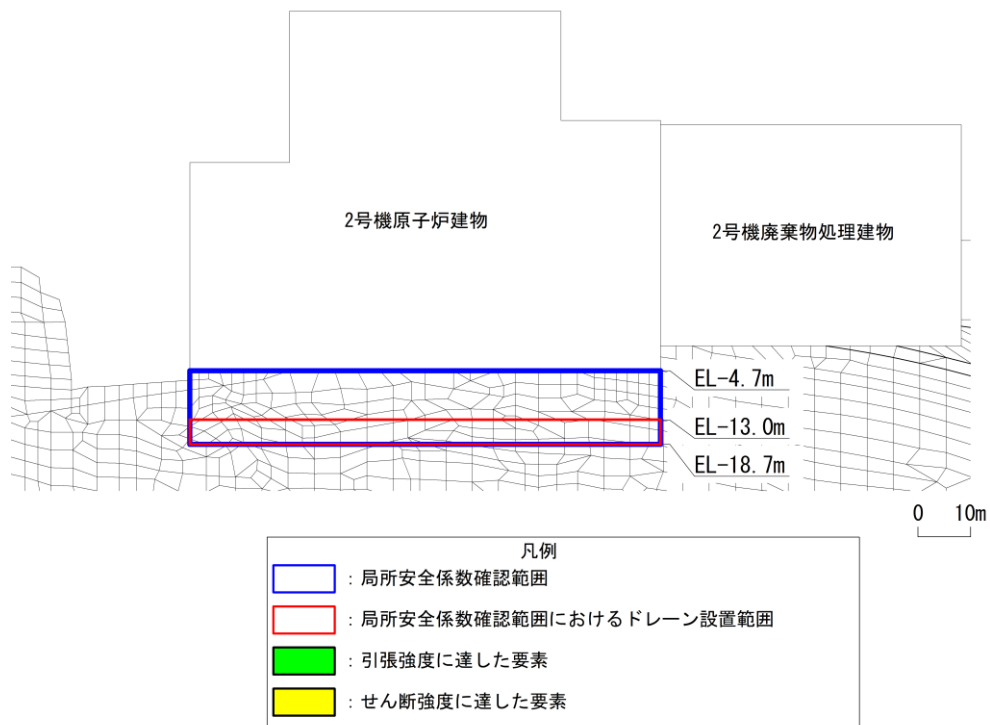 2号機原子炉建物
2号機廃棄物処理建物
EL-4.7m
EL-13.0m
EL-18.7m
0 10m
凡例
：局所安全係数確認範囲
：局所安全係数確認範囲におけるドレーン設置範囲
：引張強度に達した要素
：せん断強度に達した要素